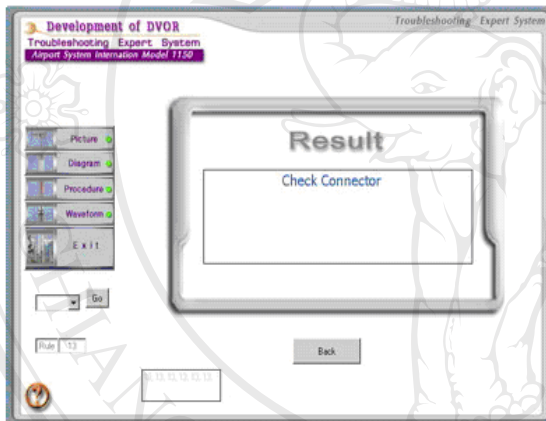 Troubleshooting Expert System
Development of DVOR
Troubleshooting Expert System
Airport System Internation Model 1150
Picture
Diagram
Procedure
Waveform
Exit
Go
Rule 13
Result
Check Connector
Back